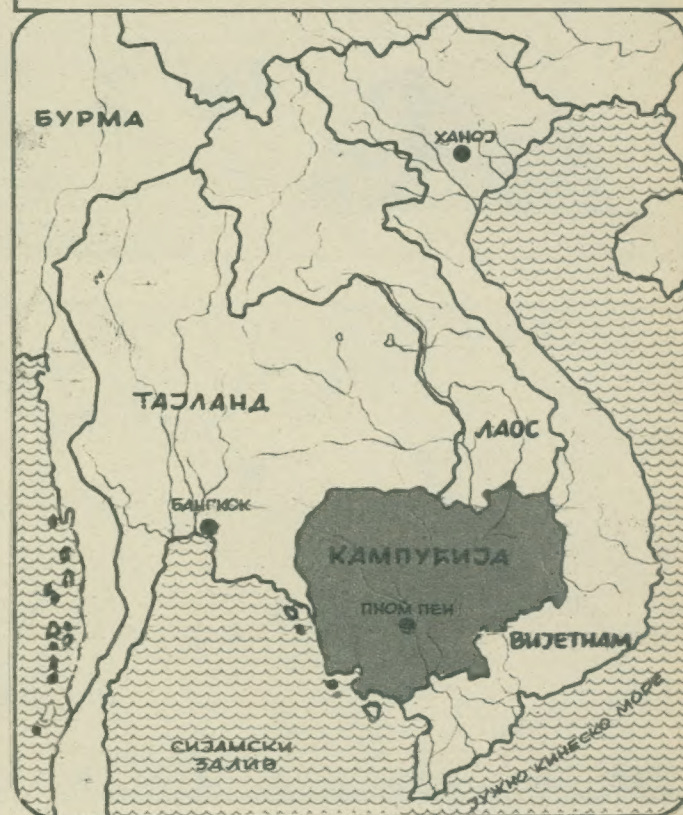 БУРМА
ХАНОЈ
ТАЈЛАНД
ЛАОС
БАНГКОК
КАМПУЋИЈА
ПНОМ ПЕН
ВИЈЕТНАМ
СИЈАМСКИ
ЗАЛИВ
ЈУЖНО КИНЕСКО МОРЕ